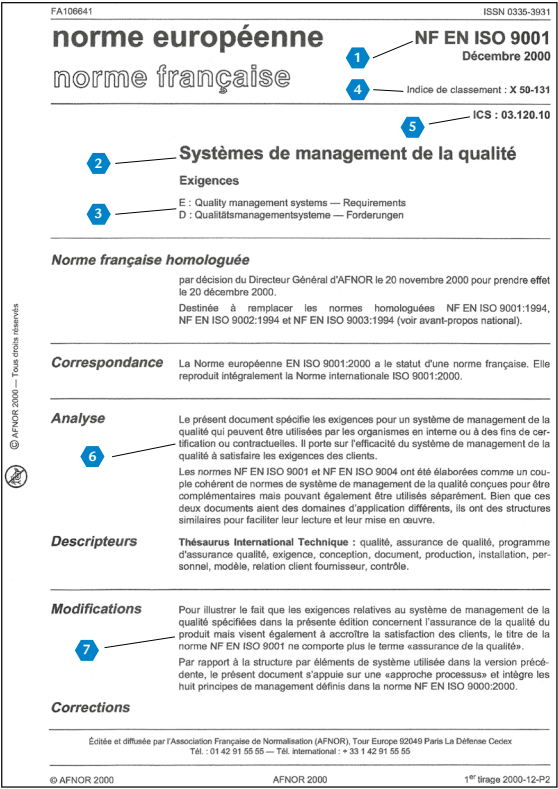 FA106641
ISSN 0335-3931
norme européenne
NF EN ISO 9001
1
Décembre 2000
norme française
4
Indice de classement : X 50-131
5
ICS : 03.120.10
2
Systèmes de management de la qualité
Exigences
3
E : Quality management systems — Requirements
D : Qualitätsmanagementsysteme — Forderungen
Norme française homologuée
par décision du Directeur Général d'AFNOR le 20 novembre 2000 pour prendre effet
le 20 décembre 2000.
Destinée à remplacer les normes homologuées NF EN ISO 9001:1994,
NF EN ISO 9002:1994 et NF EN ISO 9003:1994 (voir avant-propos national).
Correspondance
La Norme européenne EN ISO 9001:2000 a le statut d'une norme française. Elle
reproduit intégralement la Norme internationale ISO 9001:2000.
Analyse
6
Le présent document spécifie les exigences pour un système de management de la
qualité qui peuvent être utilisées par les organismes en interne ou à des fins de cer-
tification ou contractuelles. Il porte sur l'efficacité du système de management de la
qualité à satisfaire les exigences des clients.
Les normes NF EN ISO 9001 et NF EN ISO 9004 ont été élaborées comme un cou-
ple cohérent de normes de système de management de la qualité conçues pour être
complémentaires mais pouvant également être utilisés séparément. Bien que ces
deux documents aient des domaines d'application différents, ils ont des structures
similaires pour faciliter leur lecture et leur mise en œuvre.
Descripteurs
Thésaurus International Technique : qualité, assurance de qualité, programme
d'assurance qualité, exigence, conception, document, production, installation, per-
sonnel, modèle, relation client fournisseur, contrôle.
Modifications
7
Pour illustrer le fait que les exigences relatives au système de management de la
qualité spécifiées dans la présente édition concernent l'assurance de la qualité du
produit mais visent également à accroître la satisfaction des clients, le titre de la
norme NF EN ISO 9001 ne comporte plus le terme «assurance de la qualité».
Par rapport à la structure par éléments de système utilisée dans la version précé-
dente, le présent document s'appuie sur une «approche processus» et intègre les
huit principes de management définis dans la norme NF EN ISO 9000:2000.
Corrections
Éditée et diffusée par l'Association Française de Normalisation (AFNOR), Tour Europe 92049 Paris La Défense Cedex
Tél. : 01 42 91 55 55 — Tél. international : + 33 1 42 91 55 55
© AFNOR 2000
AFNOR 2000
1er tirage 2000-12-P2
© AFNOR 2000 — Tous droits réservés